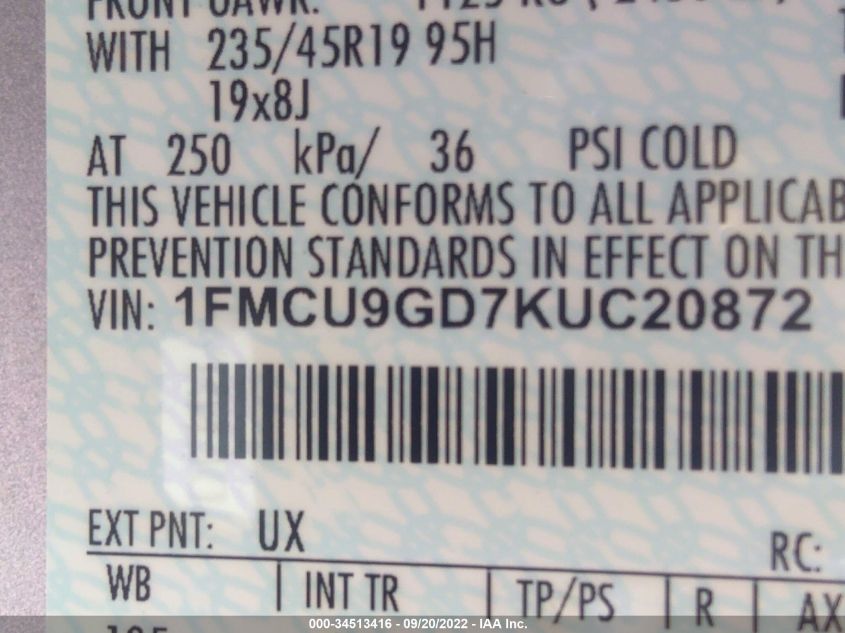 WITH 235/45R19 95H
19x8J
AT 250 kPa/ 36 PSI COLD
THIS VEHICLE CONFORMS TO ALL APPLICAB
PREVENTION STANDARDS IN EFFECT ON TH
VIN: 1FMCU9GD7KUC20872
EXT PNT: UX
RC:
WB INT TR TP/PS R AX
000-34513416 - 09/20/2022 - IAA Inc.